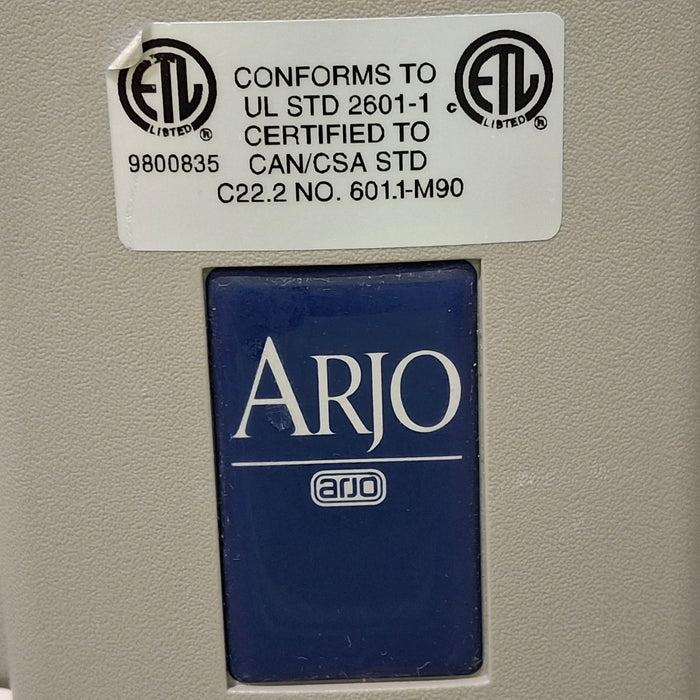 ETL
LISTED
®
9800835
CONFORMS TO
UL STD 2601-1
CERTIFIED TO
CAN/CSA STD
C22.2 NO. 601.1-M90
c
ETL
LISTED
®
ARJO
arjo